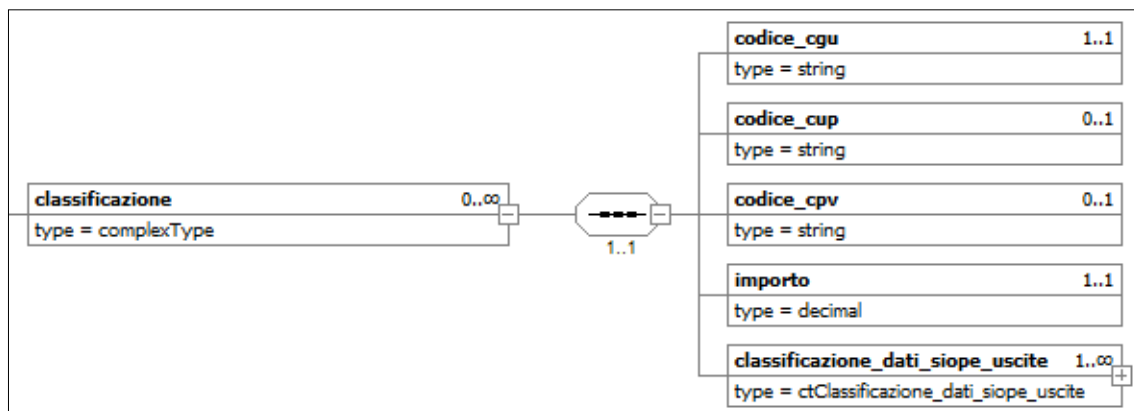 codice_cgu 1..1
type = string
codice_cup 0..1
type = string
classificazione 0..∞
type = complexType
1..1
codice_cpv 0..1
type = string
importo 1..1
type = decimal
classificazione_dati_siope_uscite 1..∞
type = ctClassificazione_dati_siope_uscite